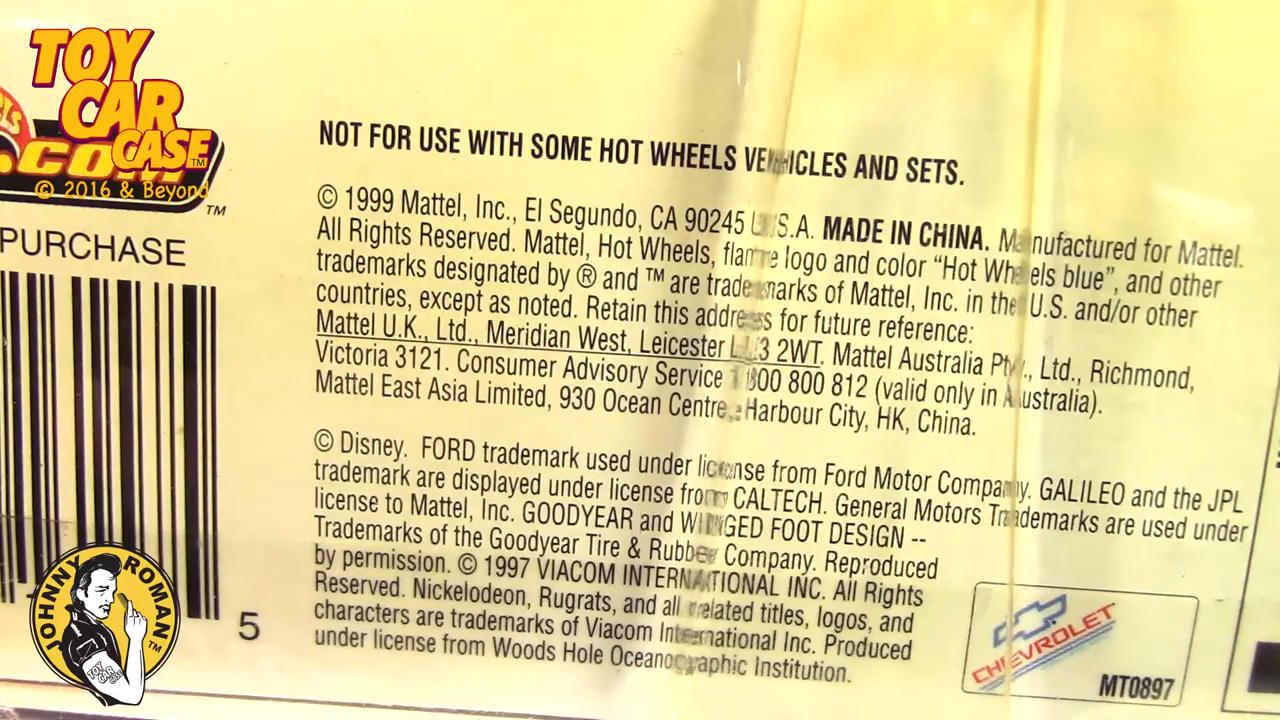 TOY
CAR
CASE™
© 2016 & Beyond
.COM
™
PURCHASE
5
JOHNNY ROMAN™
TOY
CAR
CASE
NOT FOR USE WITH SOME HOT WHEELS VEHICLES AND SETS.
© 1999 Mattel, Inc., El Segundo, CA 90245 U.S.A. MADE IN CHINA. Manufactured for Mattel.
All Rights Reserved. Mattel, Hot Wheels, flame logo and color “Hot Wheels blue”, and other
trademarks designated by ® and ™ are trademarks of Mattel, Inc. in the U.S. and/or other
countries, except as noted. Retain this address for future reference:
Mattel U.K., Ltd., Meridian West, Leicester LE3 2WT. Mattel Australia Pty., Ltd., Richmond,
Victoria 3121. Consumer Advisory Service 1 800 800 812 (valid only in Australia).
Mattel East Asia Limited, 930 Ocean Centre, Harbour City, HK, China.
© Disney. FORD trademark used under license from Ford Motor Company. GALILEO and the JPL
trademark are displayed under license from CALTECH. General Motors Trademarks are used under
license to Mattel, Inc. GOODYEAR and WINGED FOOT DESIGN --
Trademarks of the Goodyear Tire & Rubber Company. Reproduced
by permission. © 1997 VIACOM INTERNATIONAL INC. All Rights
Reserved. Nickelodeon, Rugrats, and all related titles, logos, and
characters are trademarks of Viacom International Inc. Produced
under license from Woods Hole Oceanographic Institution.
CHEVROLET
MT0897